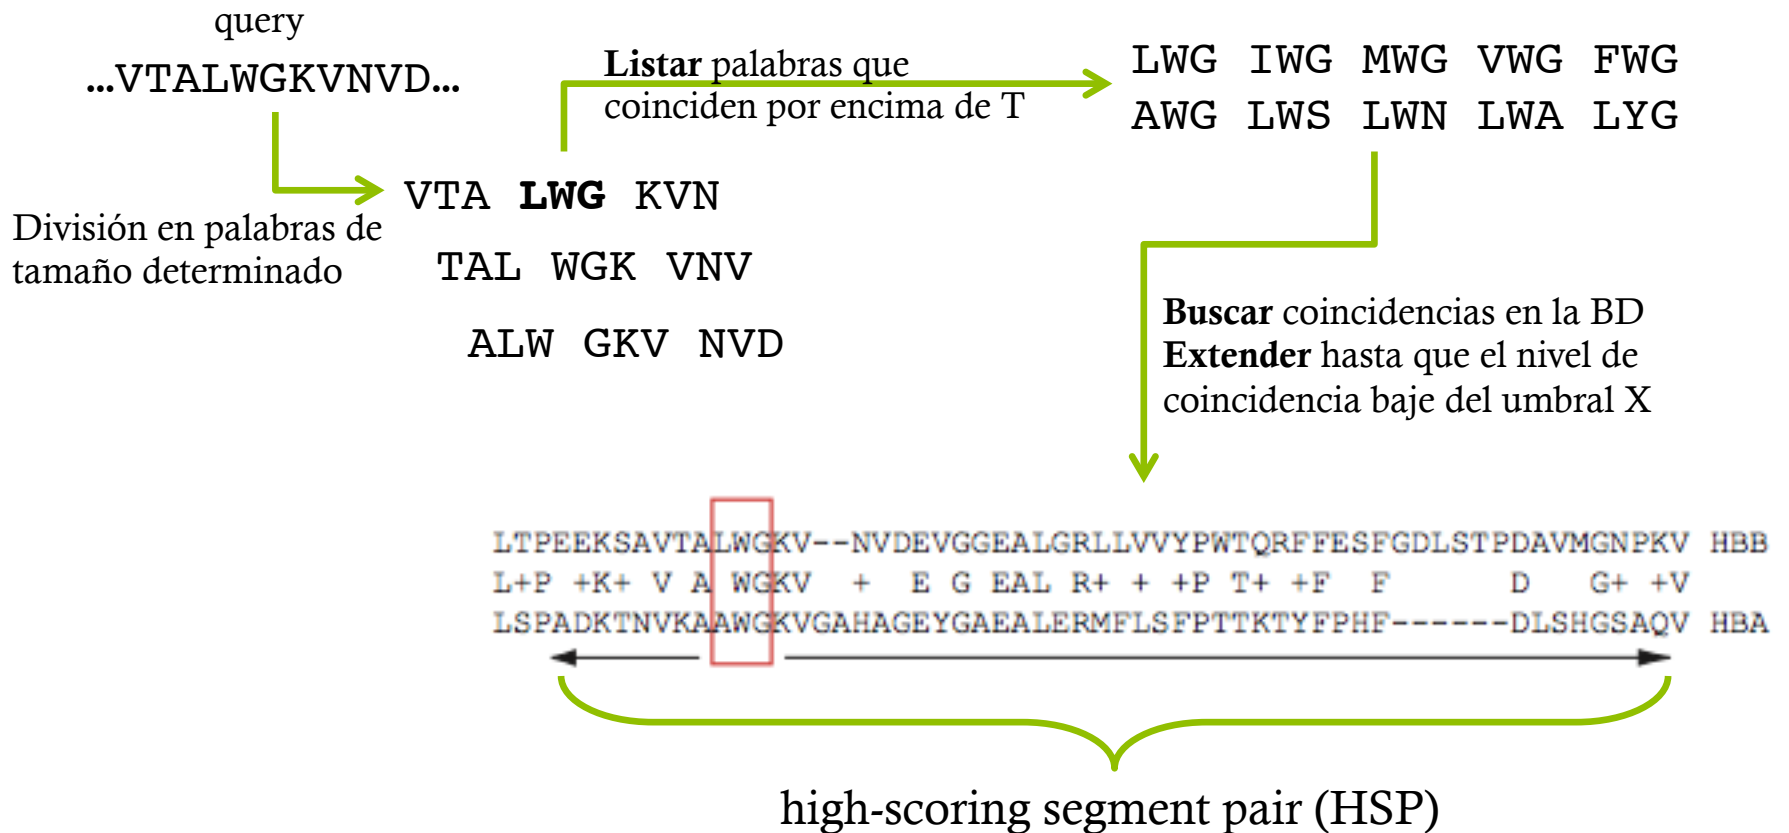 query
...VTALWGKVNVD...
Listar palabras que
coinciden por encima de T
LWG IWG MWG VWG FWG
AWG LWS LWN LWA LYG
División en palabras de
tamaño determinado
VTA LWG KVN
TAL WGK VNV
ALW GKV NVD
Buscar coincidencias en la BD
Extender hasta que el nivel de
coincidencia baje del umbral X
LTPEEKSAVTALWGKV--NVDEVGGEALGRLLVVYPWTQRFFESFGDLSTPDAVMGNPKV HBB
L+P +K+ V A WGKV  + E G EAL R+ + +P T+ +F F      D  G+ +V
LSPADKTNVKAAWGKVGAHAGEYGAEALERMFLSFPTTKTYFPHF------DLSHGSAQV HBA
high-scoring segment pair (HSP)